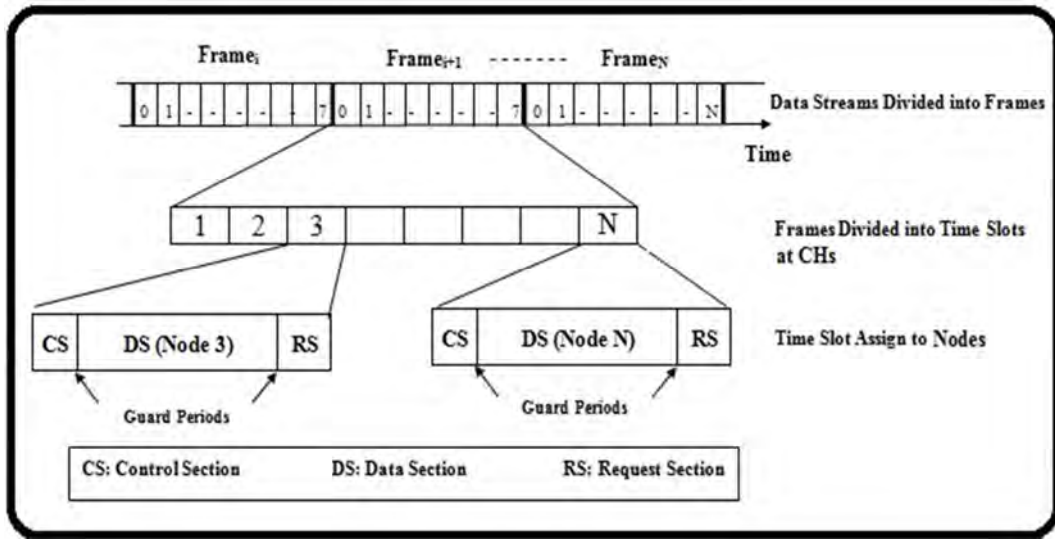 Frameᵢ Frameᵢ₊₁ - - - - - - - Frame_N
0 1 - - - - - 7 0 1 - - - - - 7 0 1 - - - - - N
Data Streams Divided into Frames
Time
1 2 3 N
Frames Divided into Time Slots
at CHs
CS DS (Node 3) RS
CS DS (Node N) RS
Time Slot Assign to Nodes
Guard Periods
Guard Periods
CS: Control Section DS: Data Section RS: Request Section